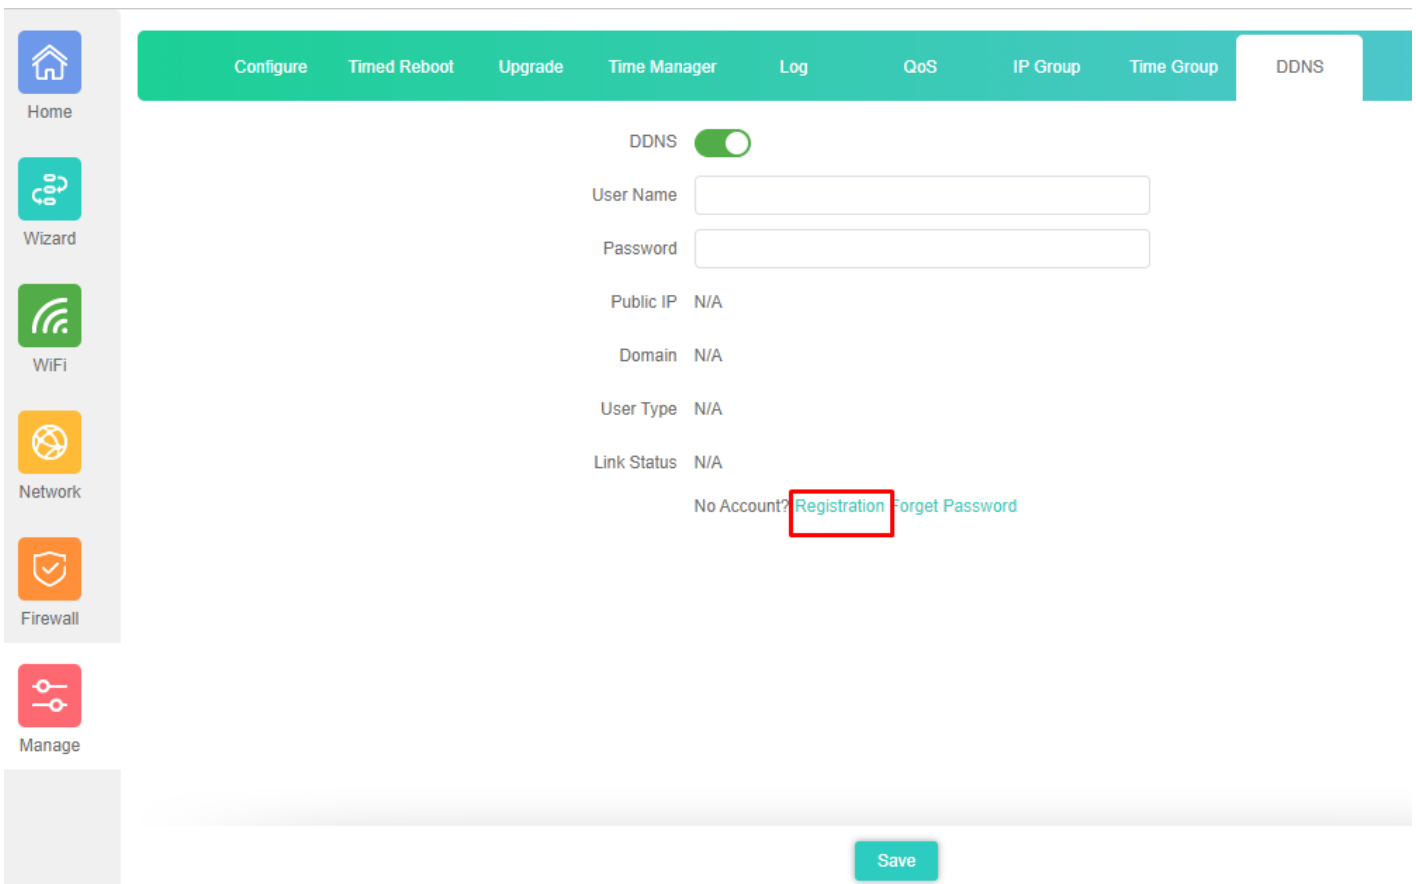 Configure Timed Reboot Upgrade Time Manager Log QoS IP Group Time Group DDNS
Home
Wizard
WiFi
Network
Firewall
Manage
DDNS
User Name
Password
Public IP N/A
Domain N/A
User Type N/A
Link Status N/A
No Account? Registration Forget Password
Save